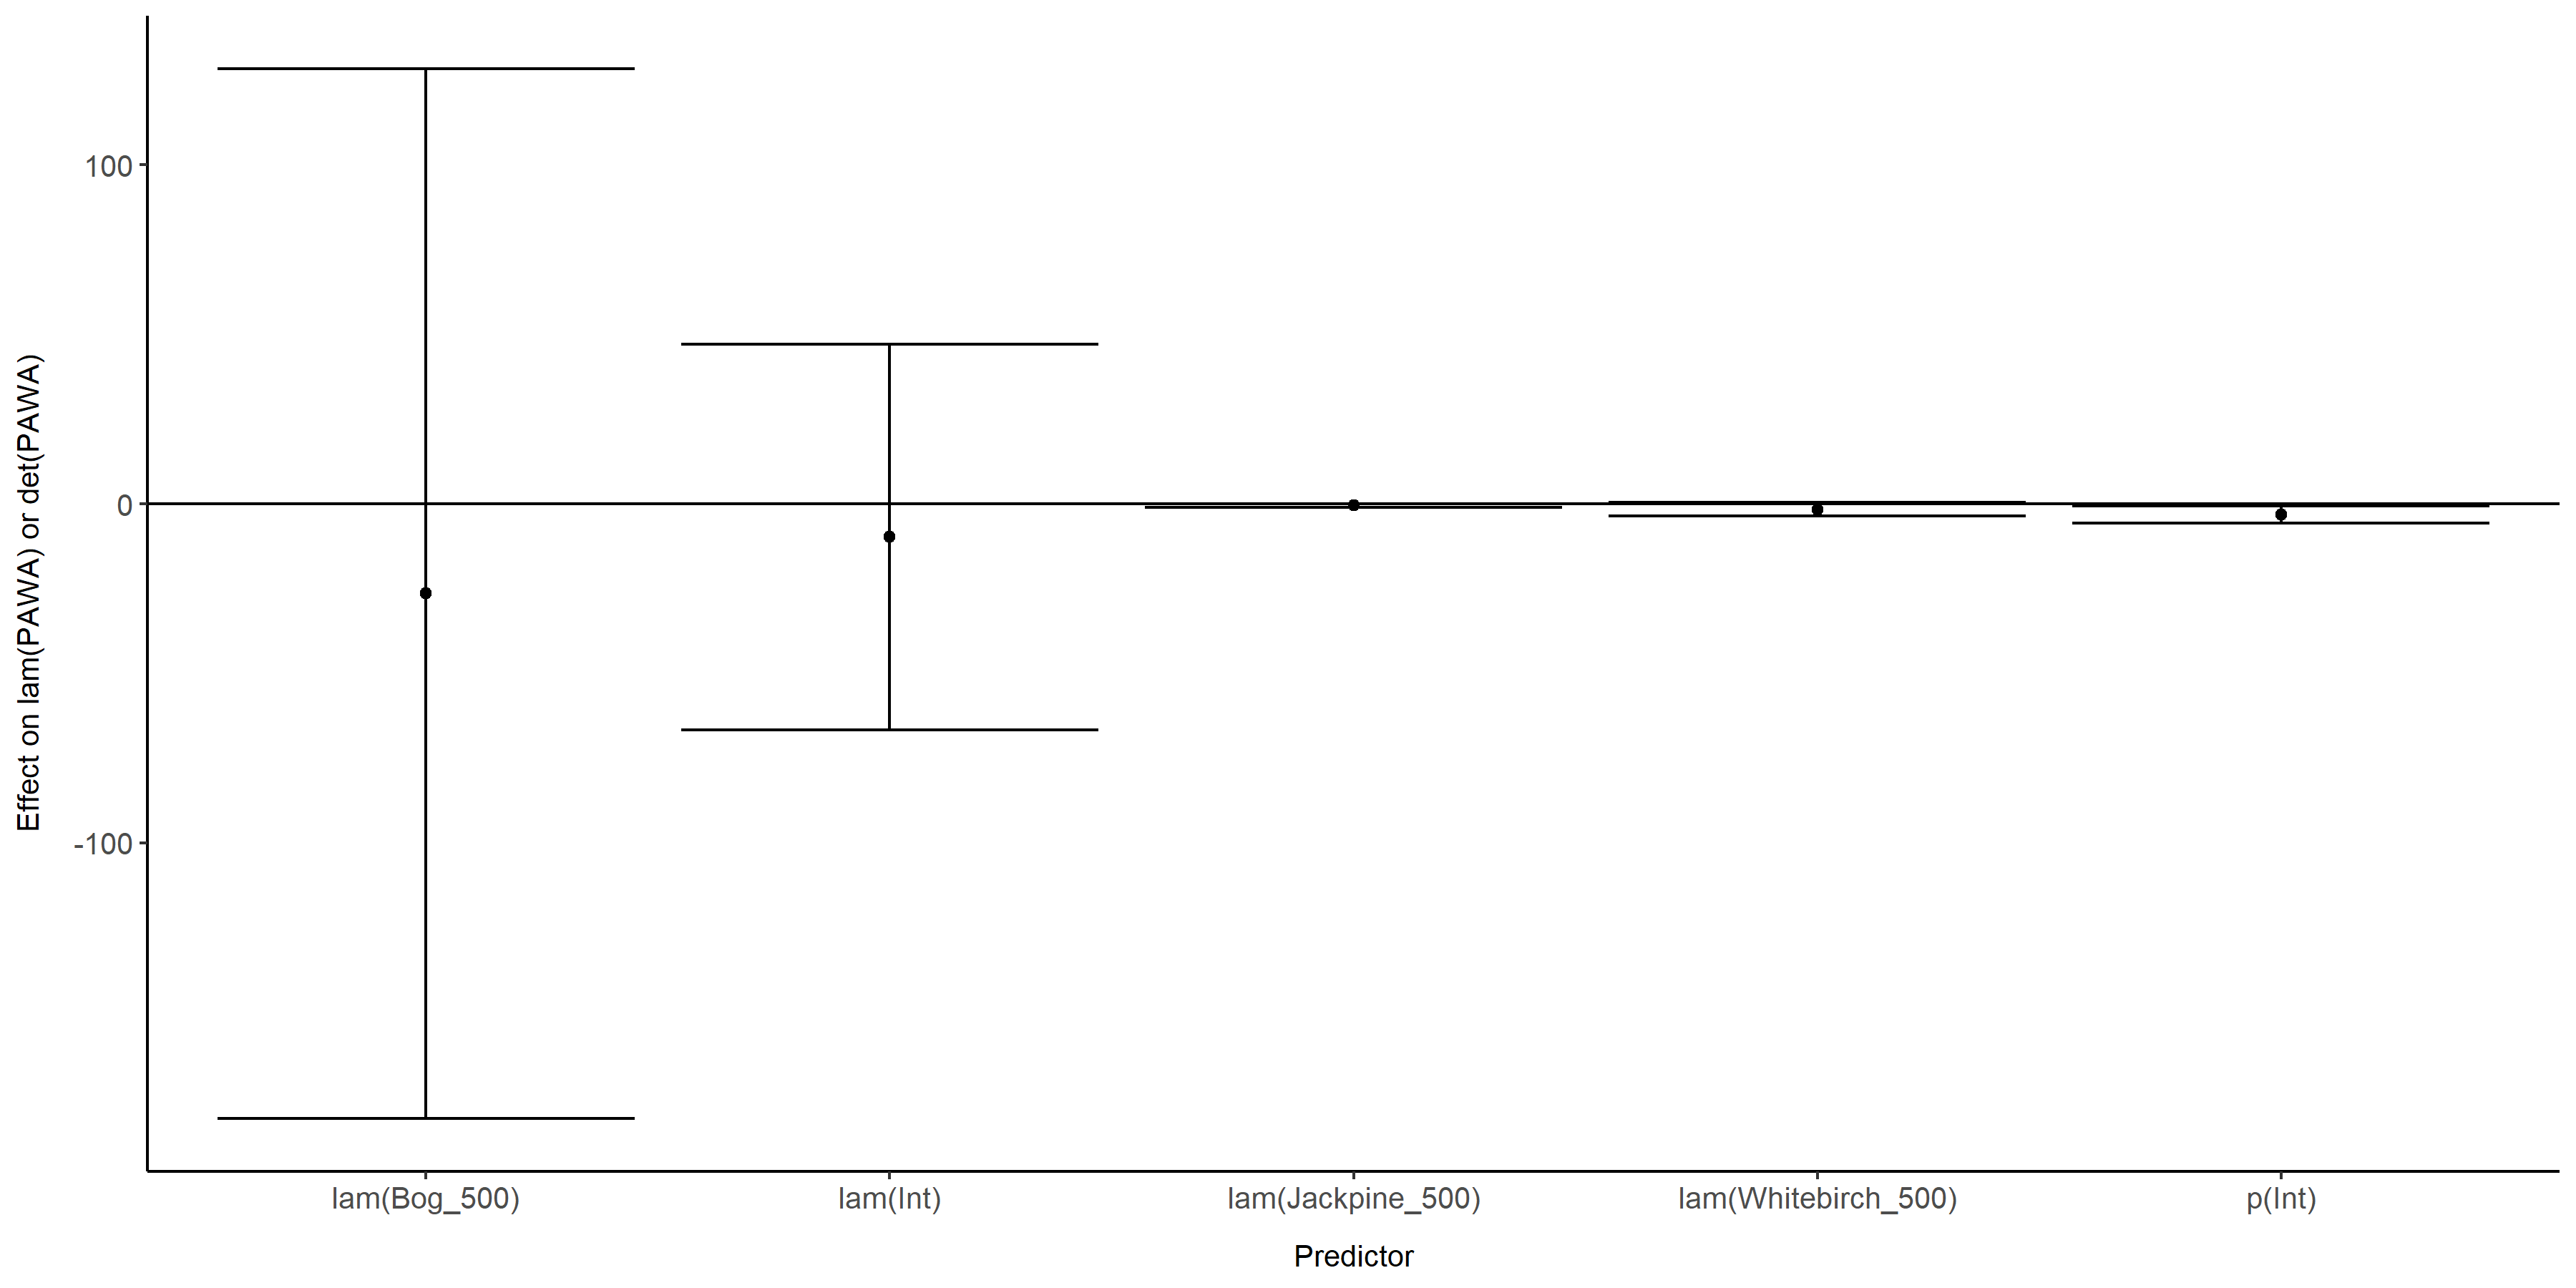 Effect on lam(PAWA) or det(PAWA)
100
0
-100
lam(Bog_500)
lam(Int)
lam(Jackpine_500)
lam(Whitebirch_500)
p(Int)
Predictor